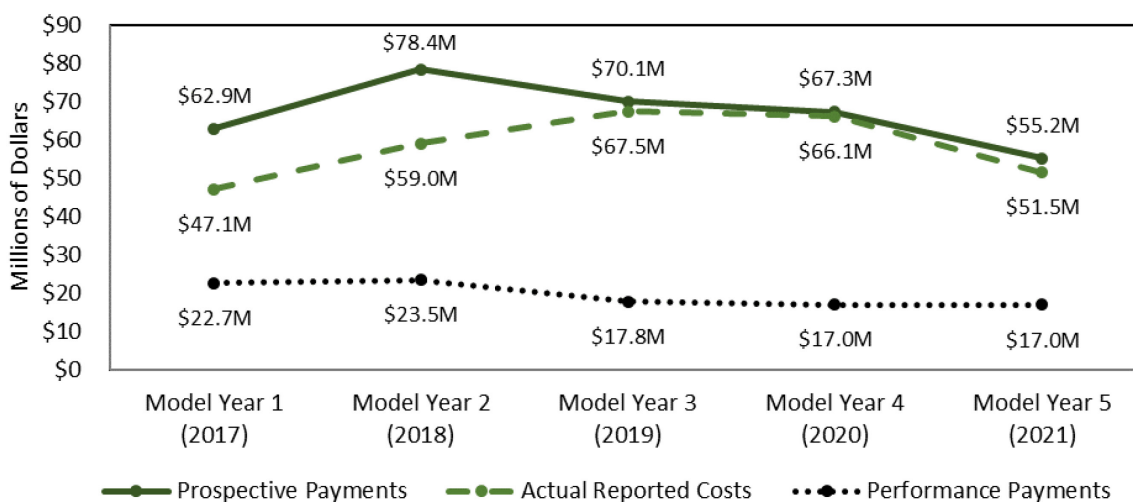 $90
$80
$70
$60
$50
$40
$30
$20
$10
$0
Millions of Dollars
$62.9M
$78.4M
$70.1M
$67.3M
$55.2M
$47.1M
$59.0M
$67.5M
$66.1M
$51.5M
$22.7M
$23.5M
$17.8M
$17.0M
$17.0M
Model Year 1
(2017)
Model Year 2
(2018)
Model Year 3
(2019)
Model Year 4
(2020)
Model Year 5
(2021)
Prospective Payments
Actual Reported Costs
Performance Payments